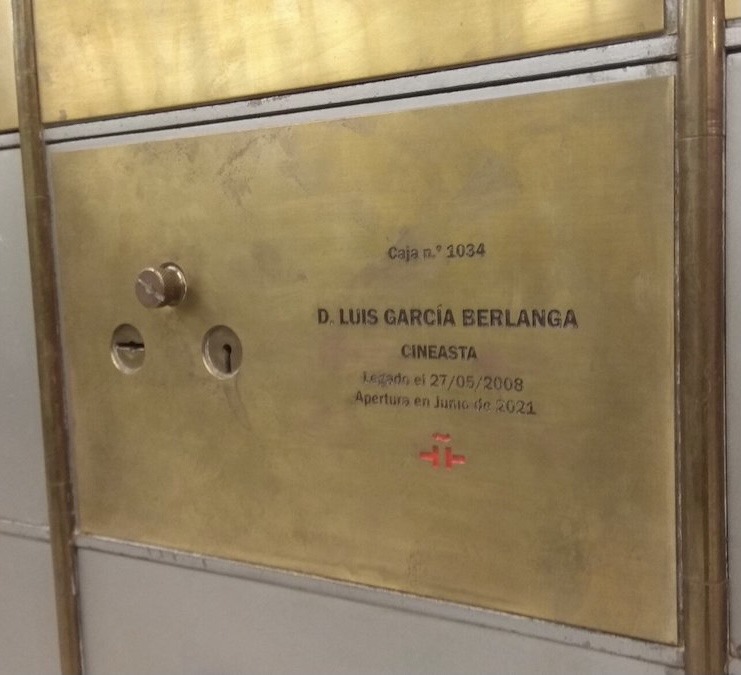 Caja n.º 1034
D. LUIS GARCÍA BERLANGA
CINEASTA
Legado el 27/05/2008
Apertura en Junio de 2021